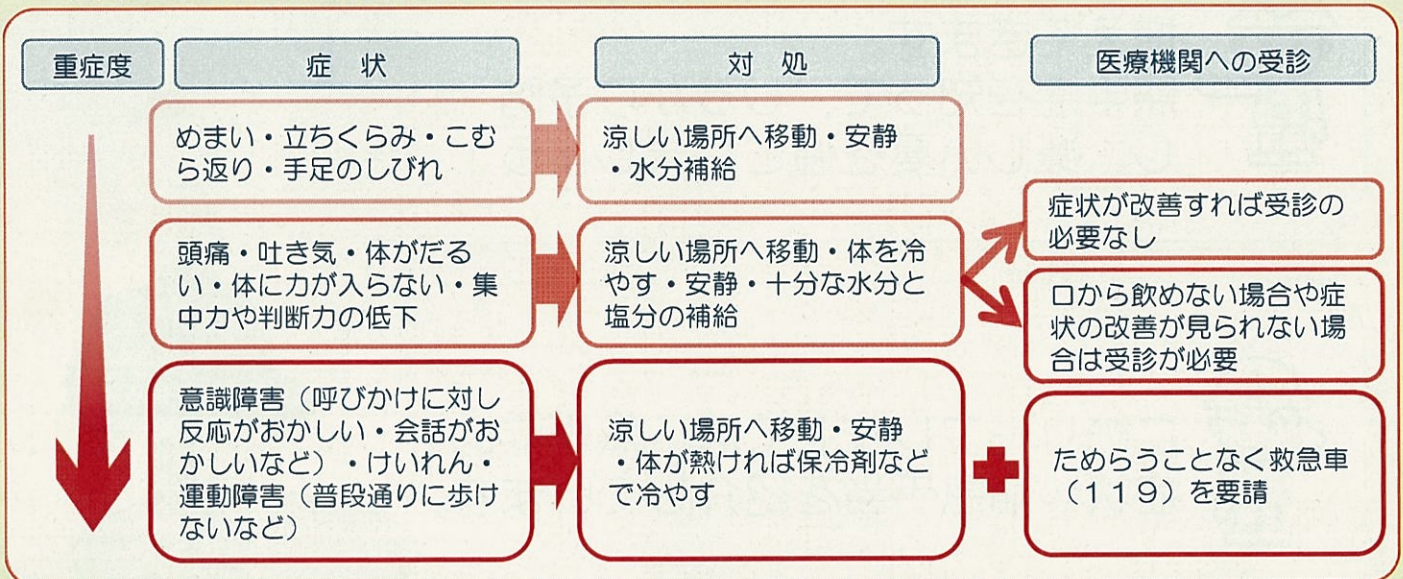 重症度
症 状
対 処
医療機関への受診
めまい・立ちくらみ・こむ
ら返り・手足のしびれ
涼しい場所へ移動・安静
・水分補給
頭痛・吐き気・体がだる
い・体に力が入らない・集
中力や判断力の低下
涼しい場所へ移動・体を冷
やす・安静・十分な水分と
塩分の補給
症状が改善すれば受診の
必要なし
口から飲めない場合や症
状の改善が見られない場
合は受診が必要
意識障害（呼びかけに対し
反応がおかしい・会話がお
かしいなど）・けいれん・
運動障害（普段通りに歩け
ないなど）
涼しい場所へ移動・安静
・体が熱ければ保冷剤など
で冷やす
ためらうことなく救急車
（１１９）を要請